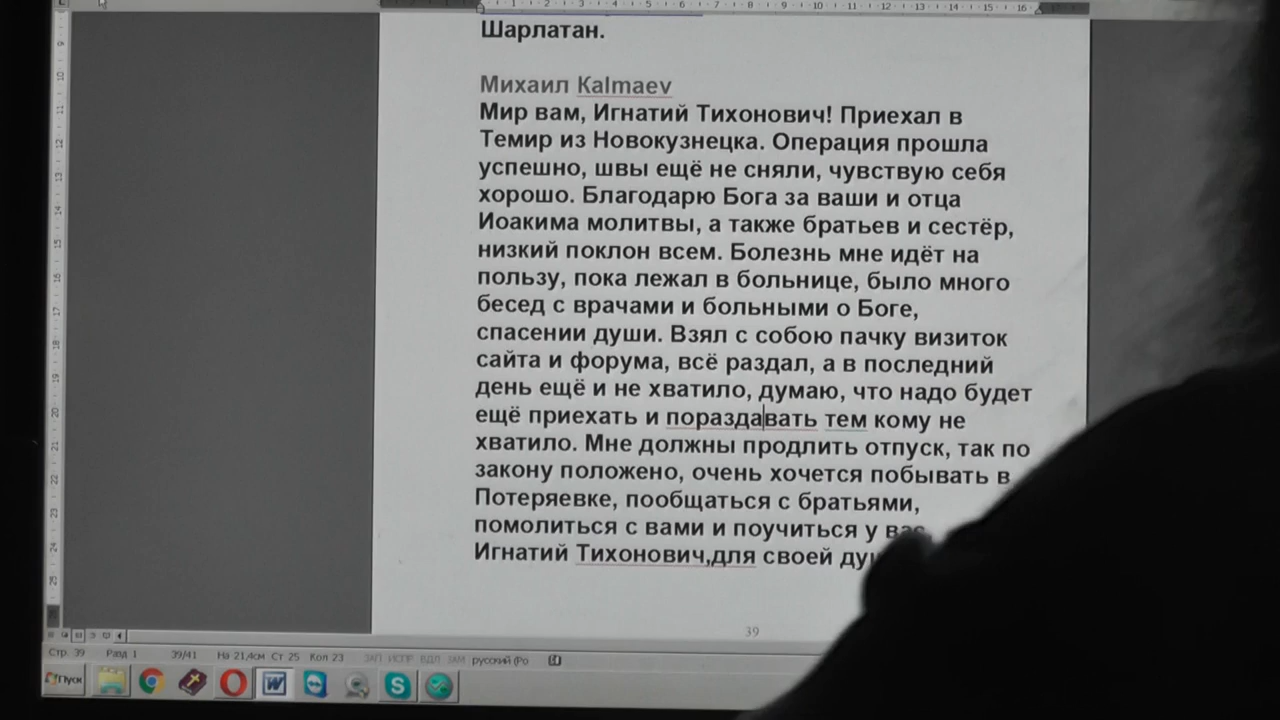 Шарлатан.
Михаил Kalmaev
Мир вам, Игнатий Тихонович! Приехал в
Темир из Новокузнецка. Операция прошла
успешно, швы ещё не сняли, чувствую себя
хорошо. Благодарю Бога за ваши и отца
Иоакима молитвы, а также братьев и сестёр,
низкий поклон всем. Болезнь мне идёт на
пользу, пока лежал в больнице, было много
бесед с врачами и больными о Боге,
спасении души. Взял с собою пачку визиток
сайта и форума, всё раздал, а в последний
день ещё и не хватило, думаю, что надо будет
ещё приехать и пораздавать тем кому не
хватило. Мне должны продлить отпуск, так по
закону положено, очень хочется побывать в
Потеряевке, пообщаться с братьями,
помолиться с вами и поучиться у вас
Игнатий Тихонович,для своей
39
Стр. 39 Разд 1 39/41 На 21,4см Ст 25 Кол 23 ЗАП ИСПР ВДЛ ЗАМ русский (Ро
Пуск